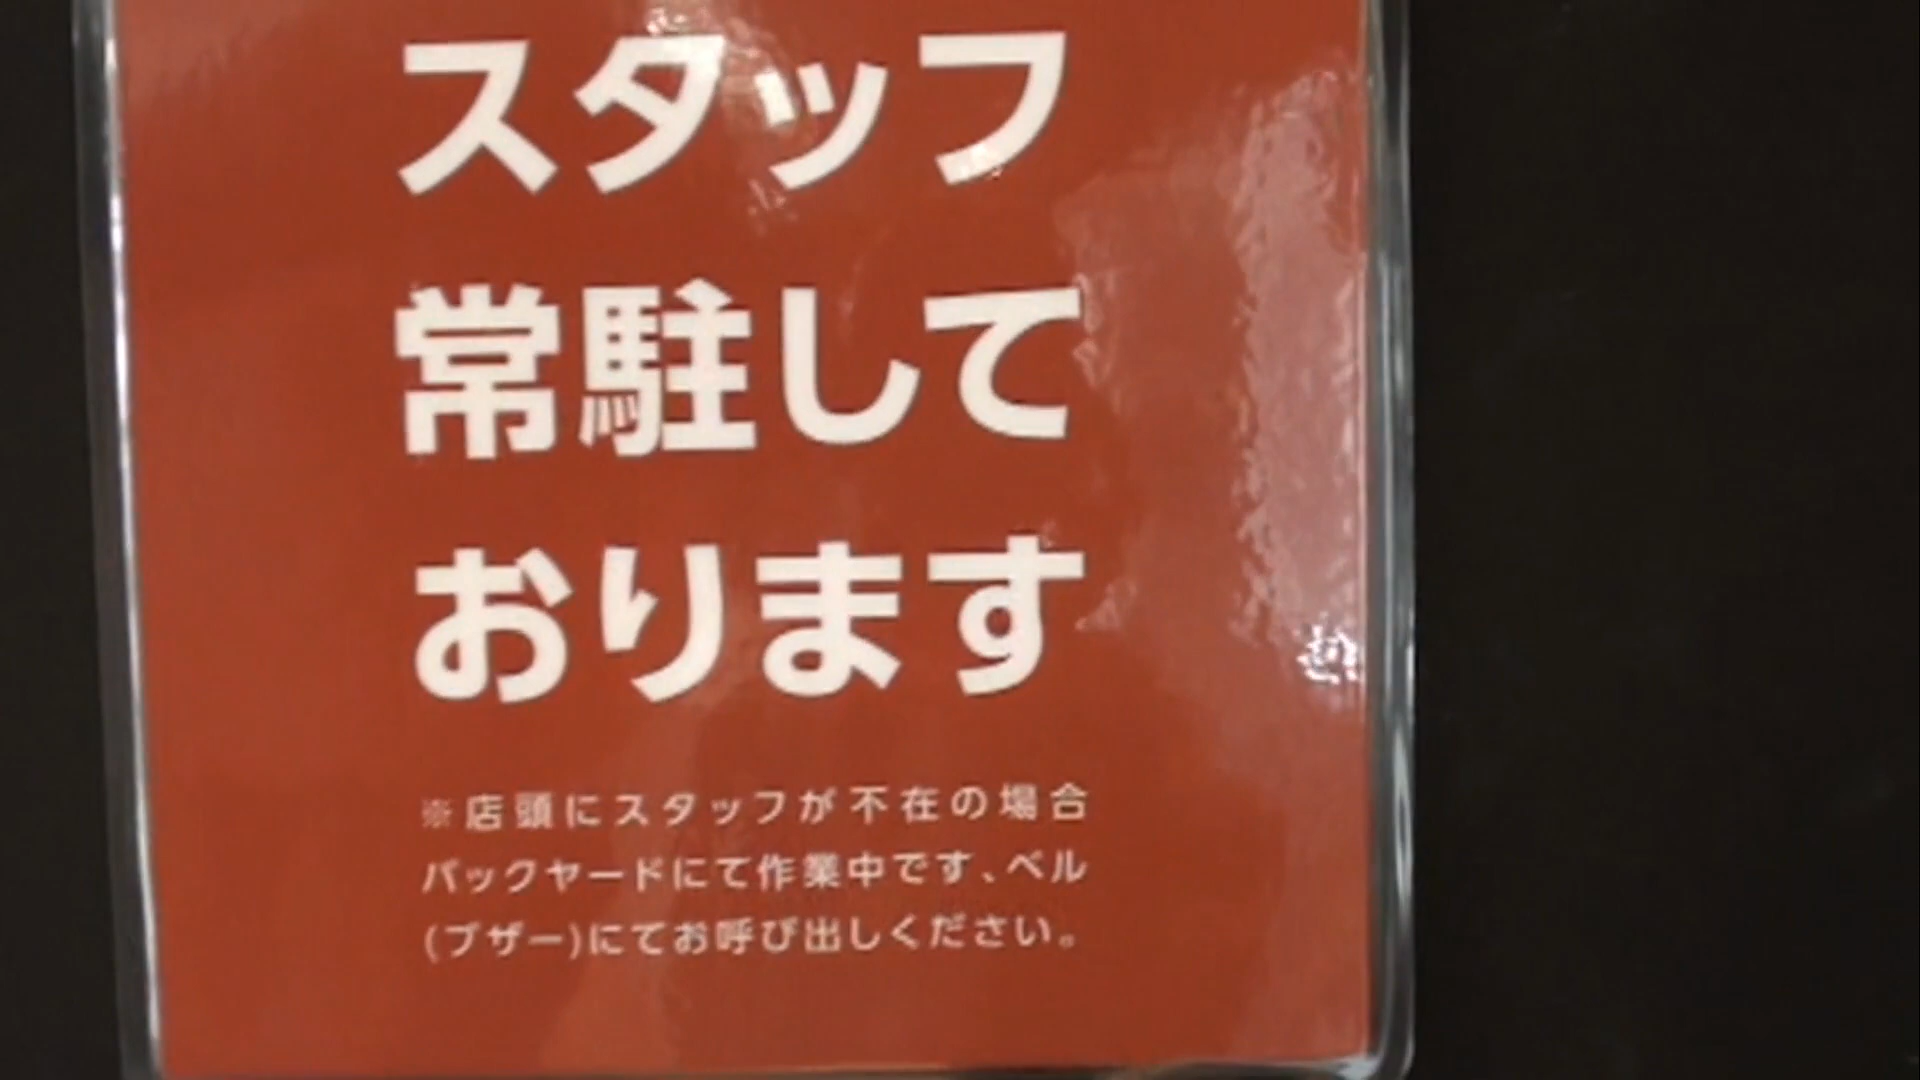 スタッフ
常駐して
おります
※店頭にスタッフが不在の場合
バックヤードにて作業中です、ベル
(ブザー)にてお呼び出しください。